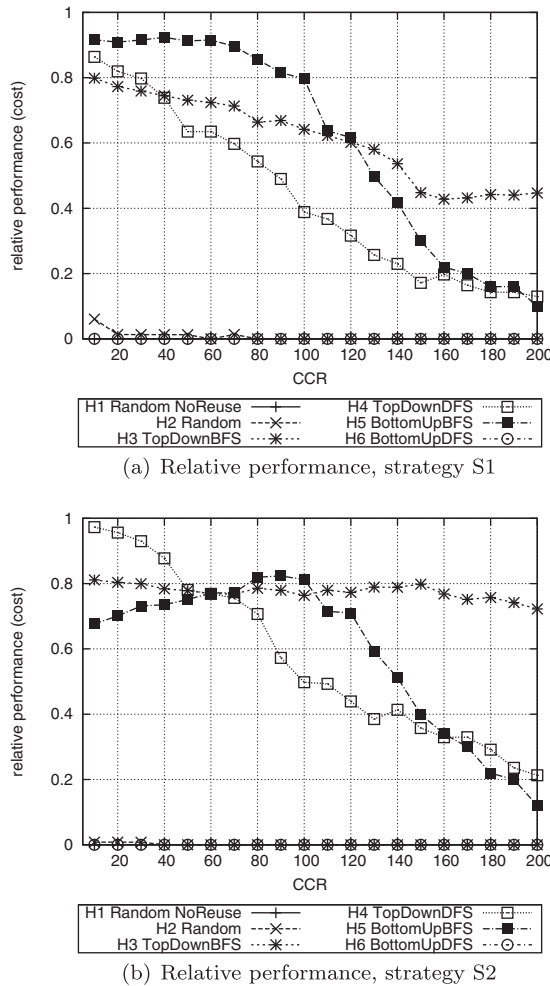 1
0.8
0.6
0.4
0.2
0
relative performance (cost)
20 40 60 80 100 120 140 160 180 200
CCR
H1 Random NoReuse H4 TopDownDFS
H2 Random H5 BottomUpBFS
H3 TopDownBFS H6 BottomUpDFS
(a) Relative performance, strategy S1
1
0.8
0.6
0.4
0.2
0
relative performance (cost)
20 40 60 80 100 120 140 160 180 200
CCR
H1 Random NoReuse H4 TopDownDFS
H2 Random H5 BottomUpBFS
H3 TopDownBFS H6 BottomUpDFS
(b) Relative performance, strategy S2